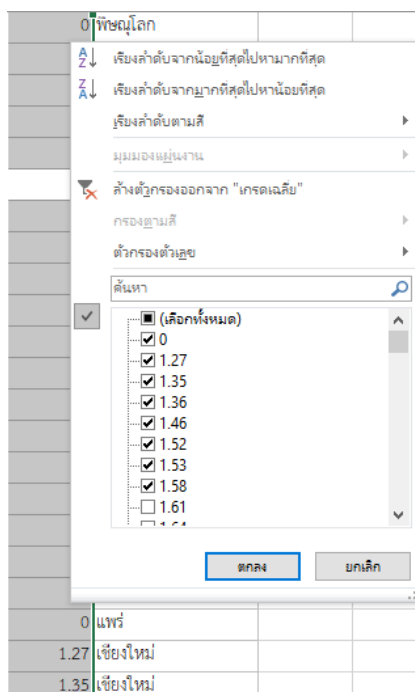 0 พิษณุโลก
เรียงลำดับจากน้อยที่สุดไปหามากที่สุด
เรียงลำดับจากมากที่สุดไปหาน้อยที่สุด
เรียงลำดับตามสี
มุมมองแผ่นงาน
ล้างตัวกรองออกจาก "เกรดเฉลี่ย"
กรองตามสี
ตัวกรองตัวเลข
ค้นหา
(เลือกทั้งหมด)
0
1.27
1.35
1.36
1.46
1.52
1.53
1.58
1.61
ตกลง ยกเลิก
0 แพร่
1.27 เชียงใหม่
1.35 เชียงใหม่